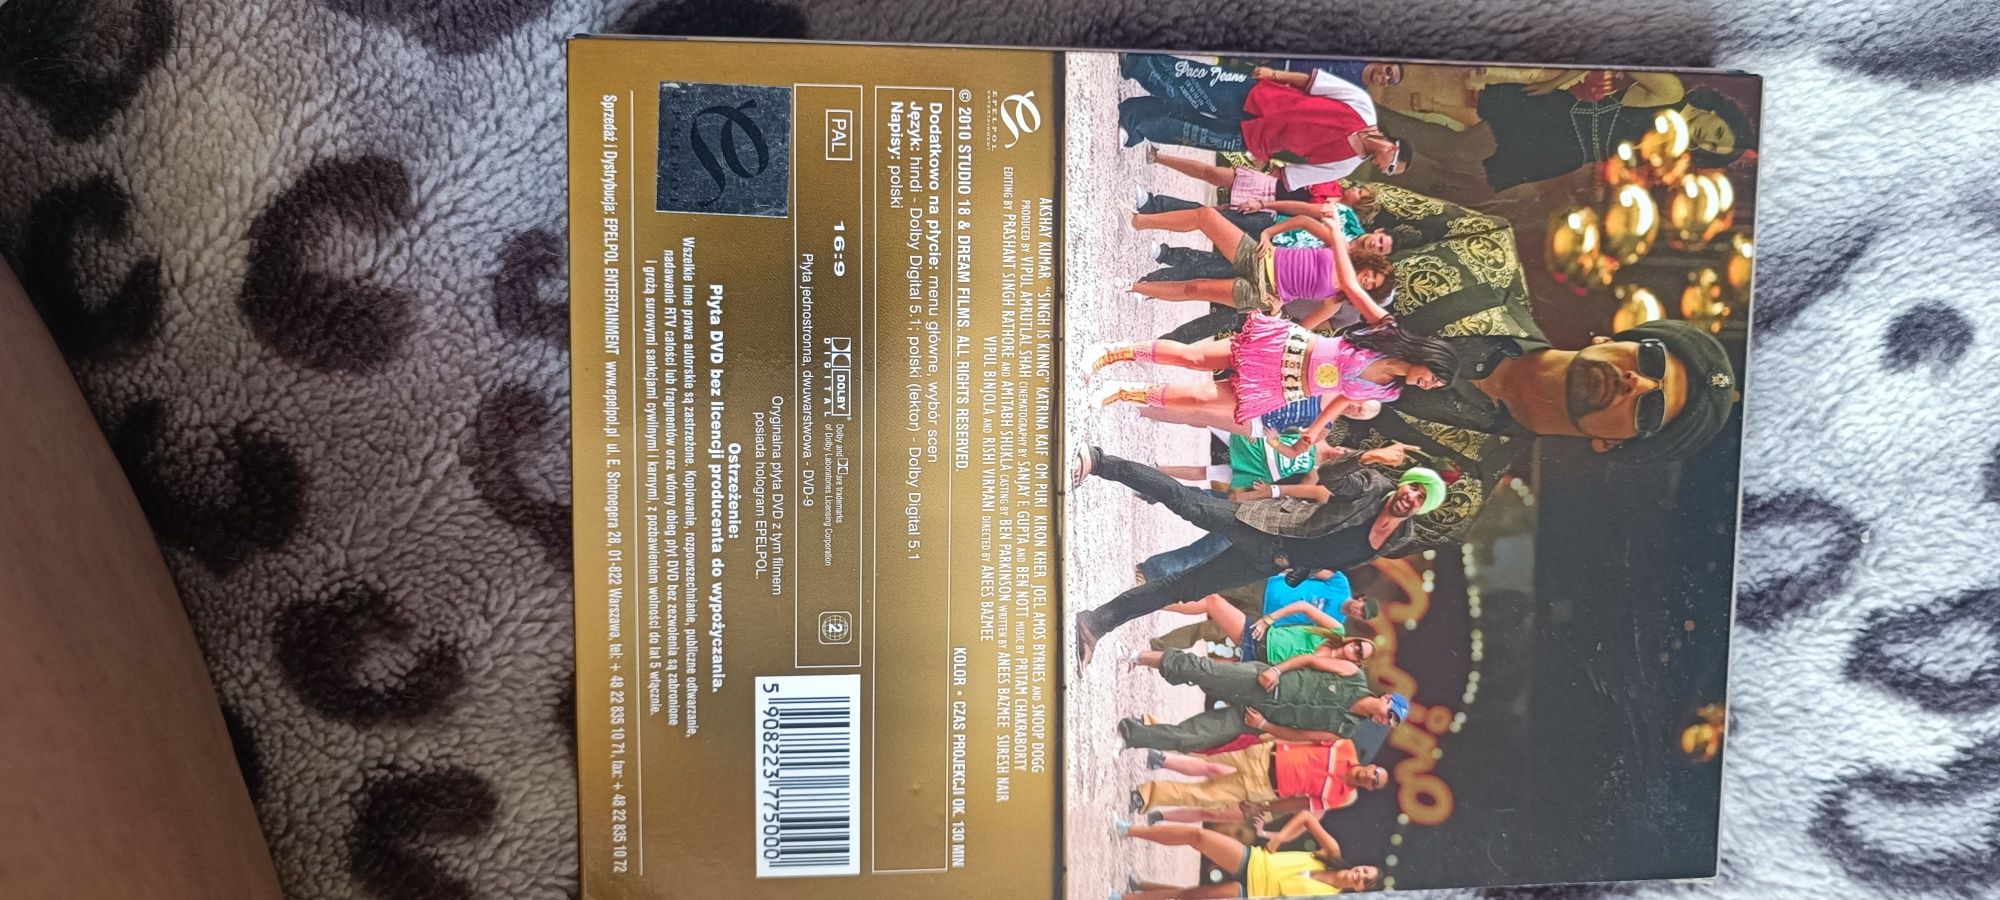 Paco Jeans
EPELPOL
ENTERTAINMENT
AKSHAY KUMAR "SINGH IS KINNG" KATRINA KAIF OM PURI KIRON KHER JOEL AMOS BYRNES AND SNOOP DOGG
PRODUCED BY VIPUL AMRUTLAL SHAH CINEMATOGRAPHY BY SANJAY F. GUPTA AND BEN NOTT MUSIC BY PRITAM CHAKRABORTY
EDITING BY PRASHANT SINGH RATHORE AND AMITABH SHUKLA CASTING BY BEN PARKINSON WRITTEN BY ANEES BAZMEE SURESH NAIR
VIPUL BINJOLA AND RUSHI VIRMANI DIRECTED BY ANEES BAZMEE
© 2010 STUDIO 18 & DREAM FILMS. ALL RIGHTS RESERVED KOLOR • CZAS PROJEKCJI OK. 130 MIN
Dodatkowo na płycie: menu główne, wybór scen
Język: hindi - Dolby Digital 5.1; polski (lektor) - Dolby Digital 5.1
Napisy: polski
PAL
16:9
DOLBY
DIGITAL
Dolby and are trademarks
of Dolby Laboratories Licensing Corporation
2
Płyta jednostronna, dwuwarstwowa - DVD-9
Oryginalna płyta DVD z tym filmem
posiada hologram EPELPOL.
5 908223 775000
EPELPOL
Ostrzeżenie:
Płyta DVD bez licencji producenta do wypożyczania.
Wszelkie inne prawa autorskie są zastrzeżone. Kopiowanie, rozpowszechnianie, publiczne odtwarzanie,
nadawanie RTV całości lub fragmentów oraz wtórny obieg płyt DVD bez zezwolenia są zabronione
i grożą surowymi sankcjami cywilnymi i karnymi, z pozbawieniem wolności do lat 5 włącznie.
Sprzedaż i Dystrybucja: EPELPOL ENTERTAINMENT www.epelpol.pl ul. E. Schroegera 28, 01-822 Warszawa, tel: + 48 22 835 10 71, fax: + 48 22 835 10 72